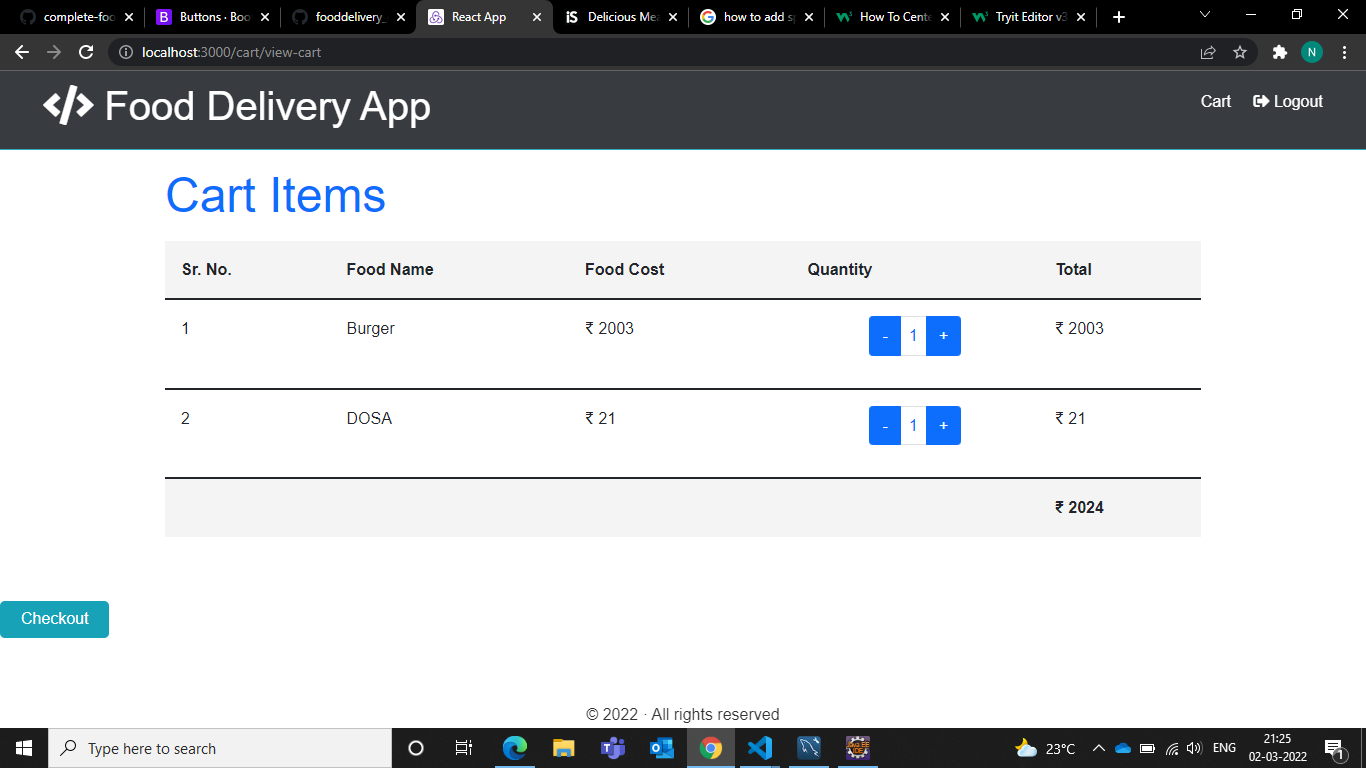 complete-foo
Buttons · Boo
fooddelivery_
React App
iS Delicious Mea
how to add sp
How To Cente
Tryit Editor v3
localhost:3000/cart/view-cart
N
Food Delivery App
Cart
Logout
Cart Items
Sr. No. Food Name Food Cost Quantity Total
1 Burger ₹ 2003 - 1 + ₹ 2003
2 DOSA ₹ 21 - 1 + ₹ 21
₹ 2024
Checkout
© 2022 · All rights reserved
Type here to search
23°C
ENG
21:25
02-03-2022
1